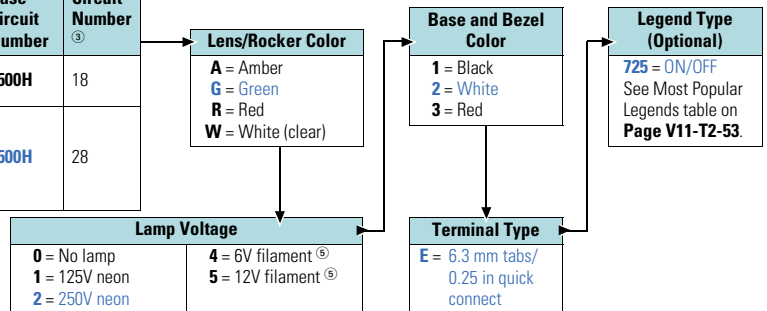 Number
③
500H
18
500H
28
Lens/Rocker Color
A = Amber
G = Green
R = Red
W = White (clear)
Base and Bezel
Color
1 = Black
2 = White
3 = Red
Legend Type
(Optional)
725 = ON/OFF
See Most Popular
Legends table on
Page V11-T2-53.
Lamp Voltage
0 = No lamp
1 = 125V neon
2 = 250V neon
4 = 6V filament ⑤
5 = 12V filament ⑤
Terminal Type
E = 6.3 mm tabs/
0.25 in quick
connect